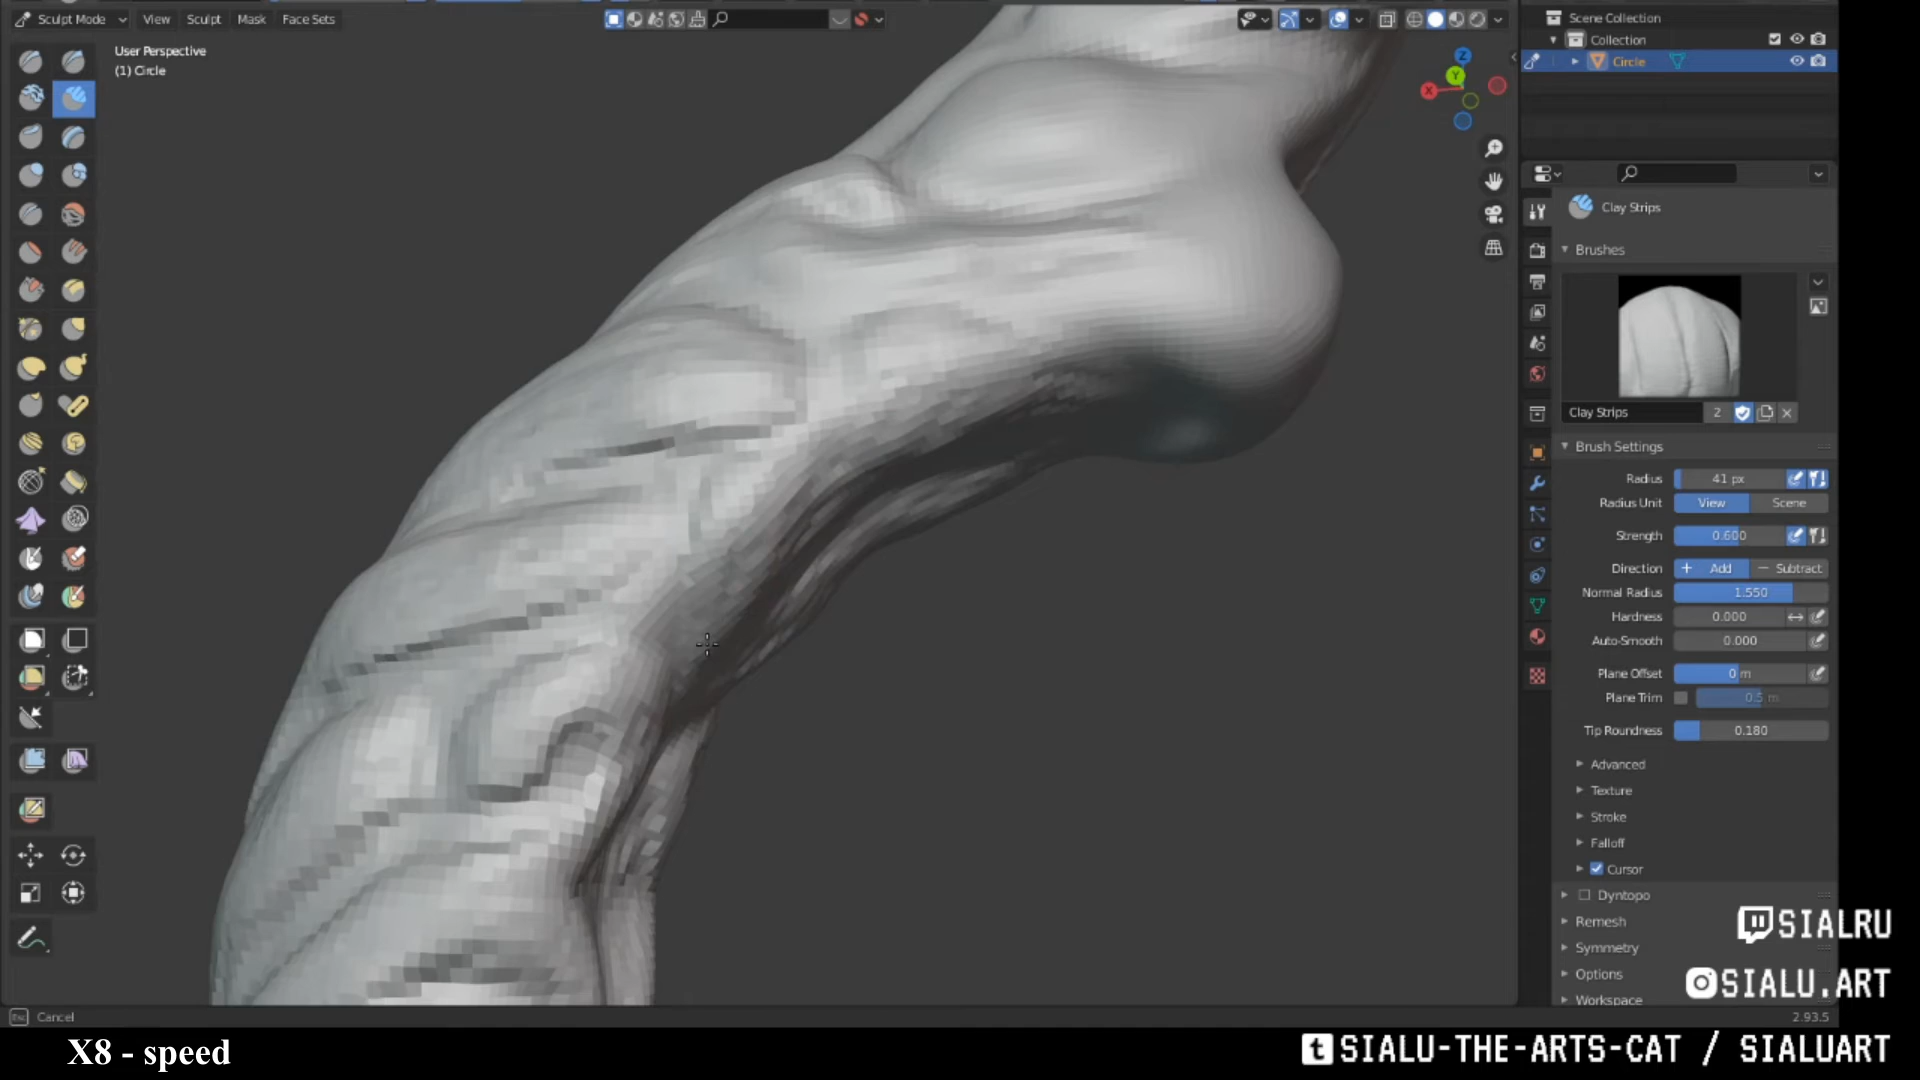 Sculpt Mode
View
Sculpt
Mask
Face Sets
User Perspective
(1) Circle
Z
Y
X
Scene Collection
Collection
Circle
Clay Strips
Brushes
Clay Strips
2
Brush Settings
Radius
41 px
Radius Unit
View
Scene
Strength
0.600
Direction
+ Add
− Subtract
Normal Radius
1.550
Hardness
0.000
Auto-Smooth
0.000
Plane Offset
0 m
Plane Trim
0.5 m
Tip Roundness
0.180
Advanced
Texture
Stroke
Falloff
Cursor
Dyntopo
Remesh
Symmetry
Options
Workspace
SIALRU
SIALU.ART
Esc
Cancel
2.93.5
X8 - speed
t SIALU-THE-ARTS-CAT / SIALUART